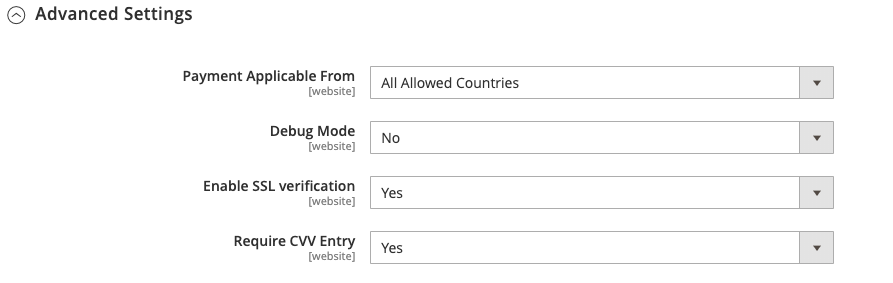 Advanced Settings
Payment Applicable From
[website]
All Allowed Countries
Debug Mode
[website]
No
Enable SSL verification
[website]
Yes
Require CVV Entry
[website]
Yes